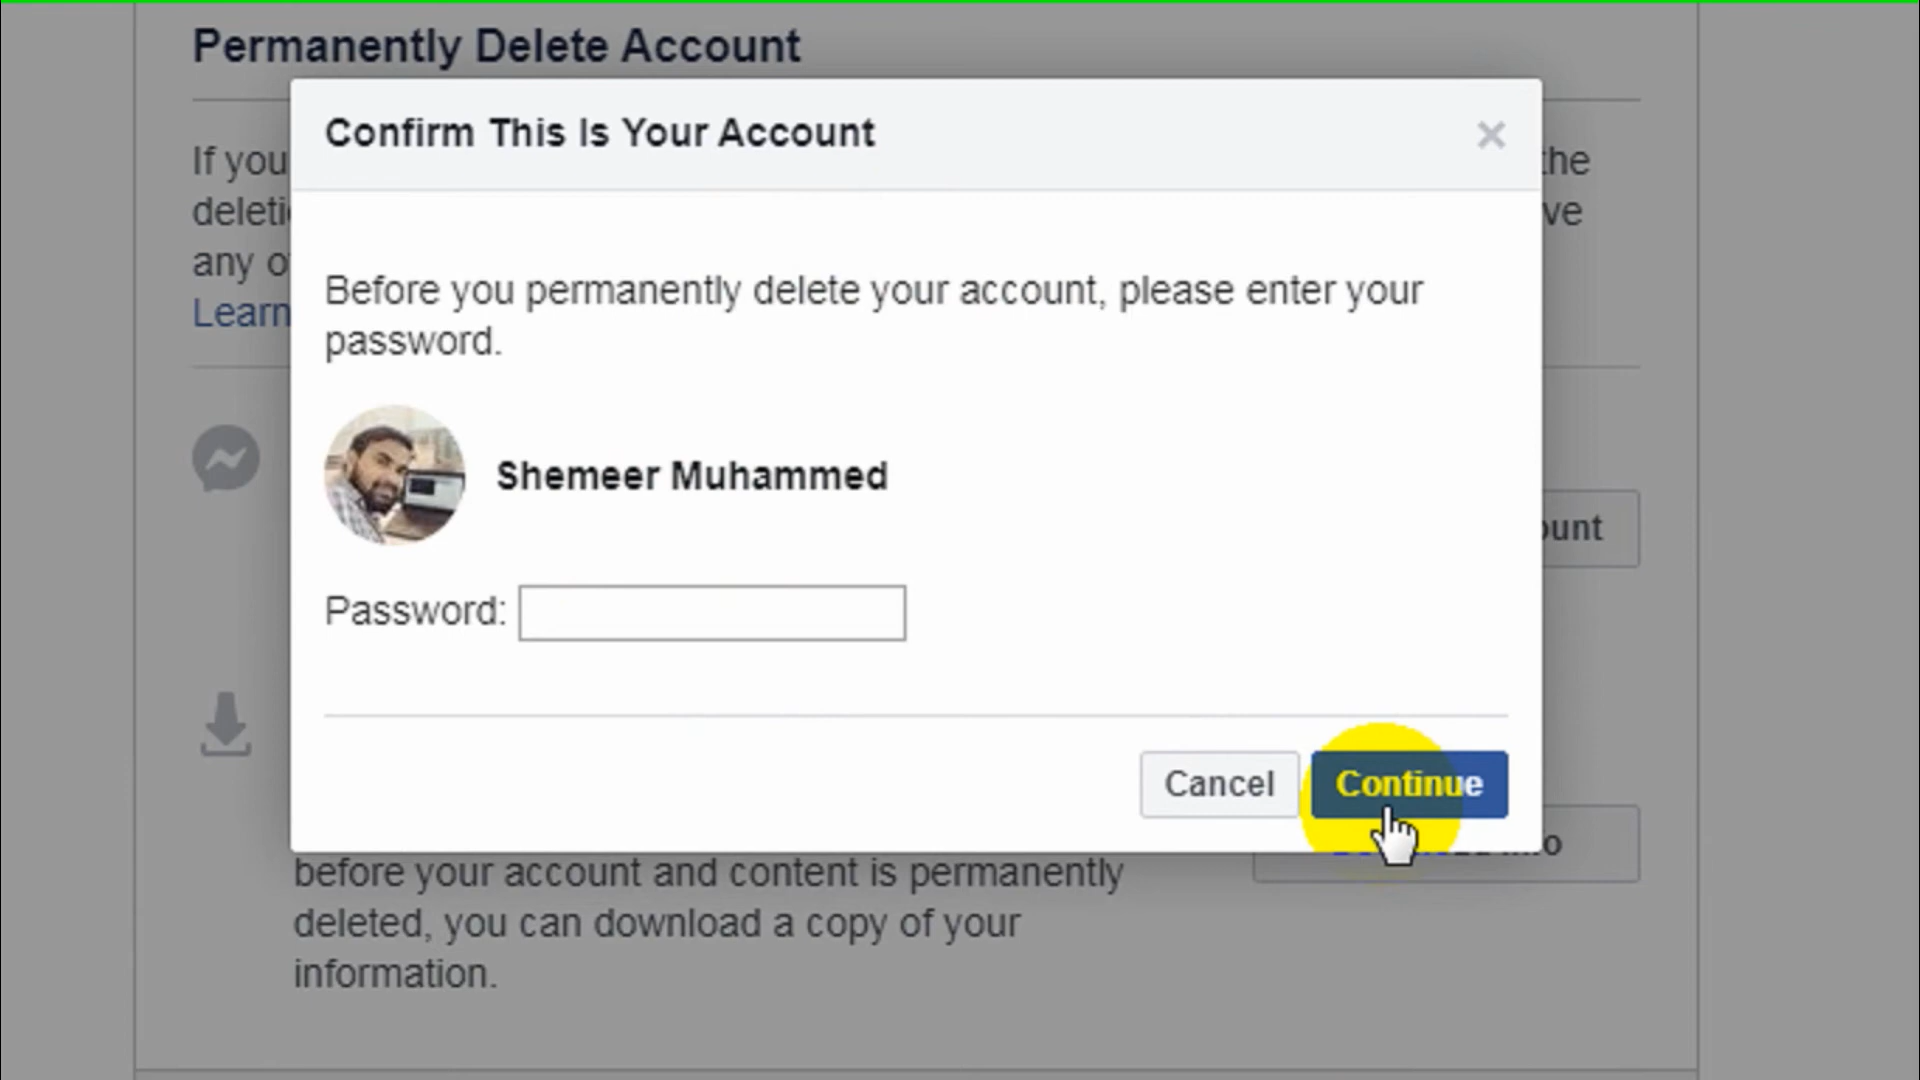 Permanently Delete Account
Confirm This Is Your Account
If you
the
deleti
ve
any o
Learn
Before you permanently delete your account, please enter your
password.
Shemeer Muhammed
ount
Password:
Cancel
Continue
before your account and content is permanently
deleted, you can download a copy of your
information.